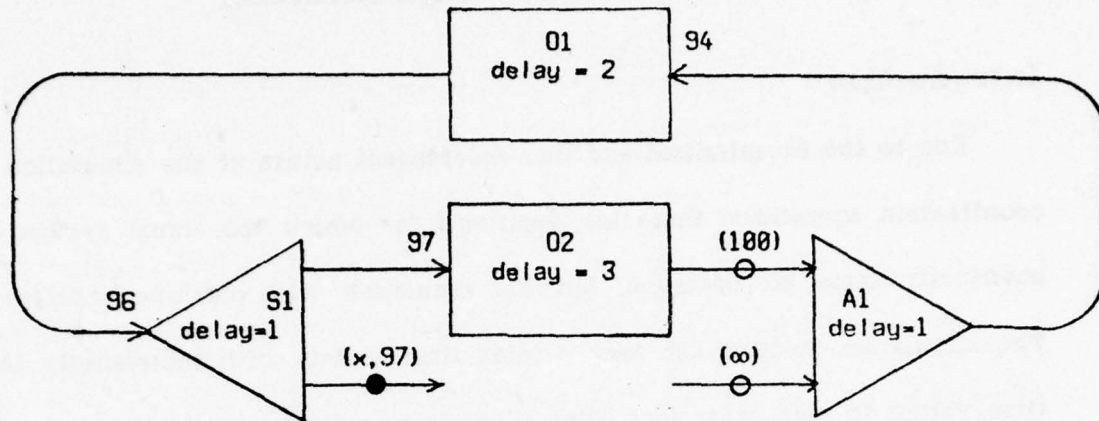 01
delay = 2
94
97
02
delay = 3
(100)
96
S1
delay=1
A1
delay=1
(x,97)
(∞)